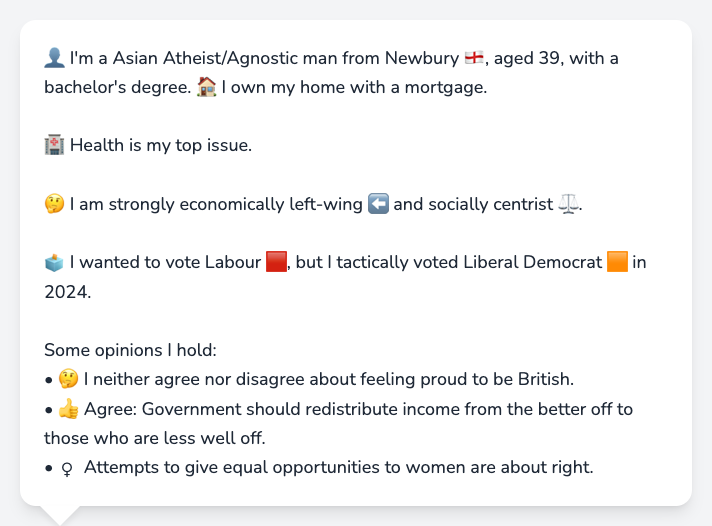 👤 I'm a Asian Atheist/Agnostic man from Newbury 🏴󠁧󠁢󠁥󠁮󠁧󠁿, aged 39, with a
bachelor's degree. 🏠 I own my home with a mortgage.
🏥 Health is my top issue.
🤔 I am strongly economically left-wing ⬅️ and socially centrist ⚖️.
🗳️ I wanted to vote Labour 🟥, but I tactically voted Liberal Democrat 🟧 in
2024.
Some opinions I hold:
• 🤔 I neither agree nor disagree about feeling proud to be British.
• 👍 Agree: Government should redistribute income from the better off to
those who are less well off.
• ♀ Attempts to give equal opportunities to women are about right.